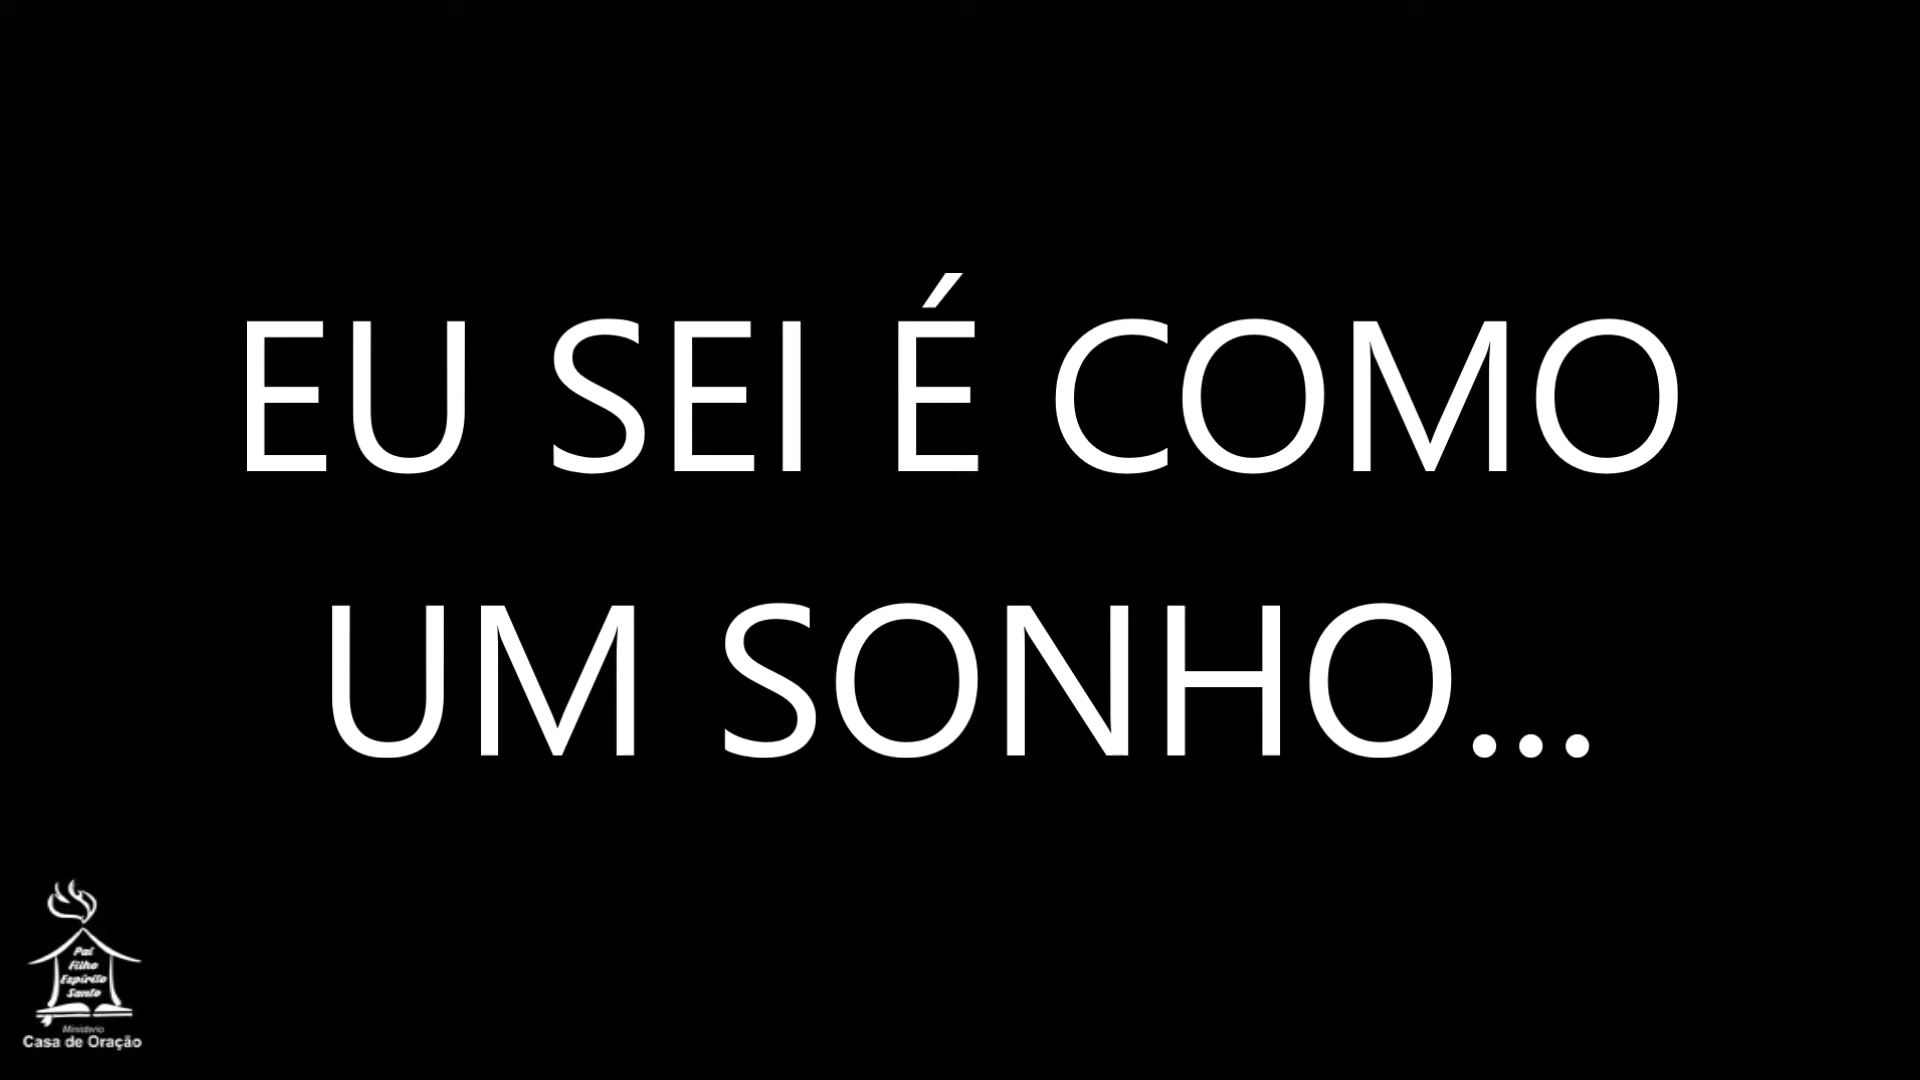 EU SEI É COMO
UM SONHO...
Pai
Filho
Espírito
Santo
Ministério
Casa de Oração